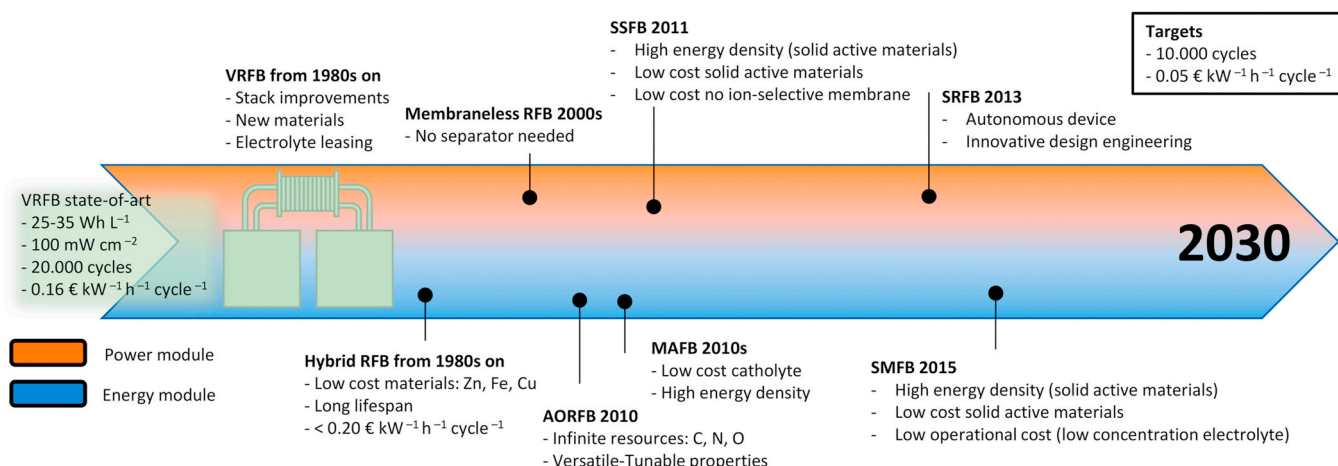 SSFB 2011
- High energy density (solid active materials)
- Low cost solid active materials
- Low cost no ion-selective membrane
Targets
- 10.000 cycles
- 0.05 € kW⁻¹ h⁻¹ cycle⁻¹
VRFB from 1980s on
- Stack improvements
- New materials
- Electrolyte leasing
Membraneless RFB 2000s
- No separator needed
SRFB 2013
- Autonomous device
- Innovative design engineering
VRFB state-of-art
- 25-35 Wh L⁻¹
- 100 mW cm⁻²
- 20.000 cycles
- 0.16 € kW⁻¹ h⁻¹ cycle⁻¹
2030
Power module
Energy module
Hybrid RFB from 1980s on
- Low cost materials: Zn, Fe, Cu
- Long lifespan
- < 0.20 € kW⁻¹ h⁻¹ cycle⁻¹
AORFB 2010
- Infinite resources: C, N, O
- Versatile-Tunable properties
MAFB 2010s
- Low cost catholyte
- High energy density
SMFB 2015
- High energy density (solid active materials)
- Low cost solid active materials
- Low operational cost (low concentration electrolyte)